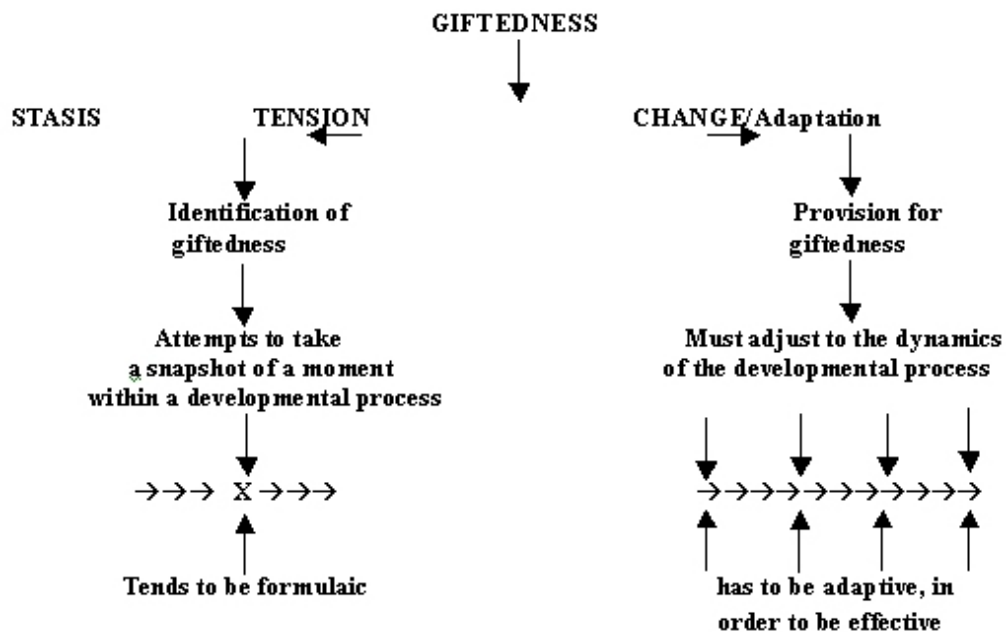 GIFTEDNESS
STASIS TENSION CHANGE/Adaptation
Identification of
giftedness
Provision for
giftedness
Attempts to take
a snapshot of a moment
within a developmental process
Must adjust to the dynamics
of the developmental process
→→→ X →→→
→→→→→→→→→→→
Tends to be formulaic
has to be adaptive, in
order to be effective